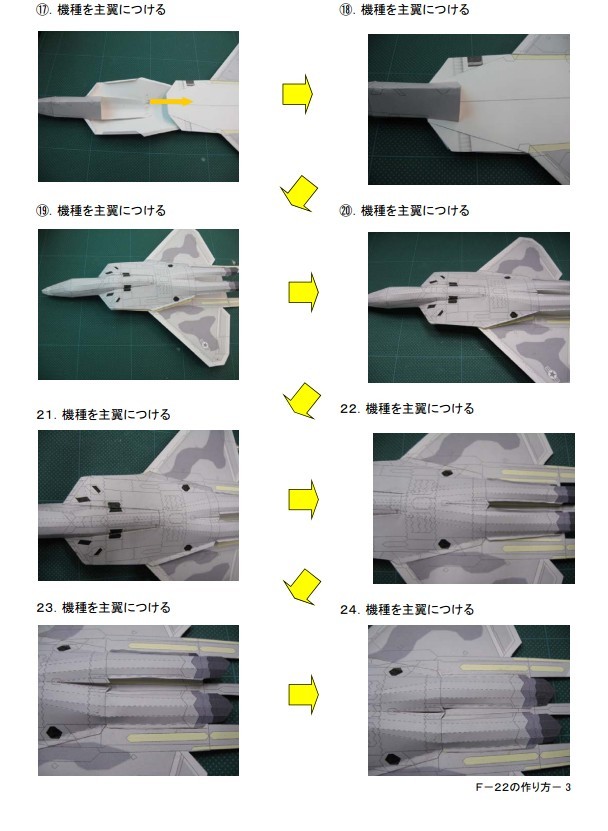 ⑰．機種を主翼につける
⑱．機種を主翼につける
⑲．機種を主翼につける
⑳．機種を主翼につける
２１．機種を主翼につける
２２．機種を主翼につける
２３．機種を主翼につける
２４．機種を主翼につける
Ｆ－２２の作り方－３